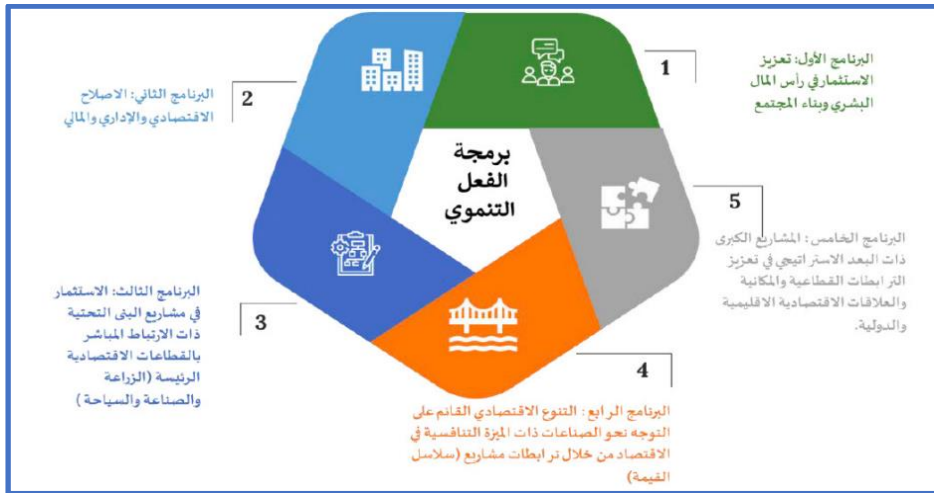 برمجة
الفعل
التنموي
1
البرنامج الأول: تعزيز
الاستثمار في رأس المال
البشري وبناء المجتمع
2
البرنامج الثاني: الاصلاح
الاقتصادي والإداري والمالي
3
البرنامج الثالث: الاستثمار
في مشاريع البنى التحتية
ذات الارتباط المباشر
بالقطاعات الاقتصادية
الرئيسة (الزراعة
والصناعة والسياحة)
4
البرنامج الرابع: التنوع الاقتصادي القائم على
التوجه نحو الصناعات ذات الميزة التنافسية في
الاقتصاد من خلال ترابطات مشاريع (سلاسل
القيمة)
5
البرنامج الخامس: المشاريع الكبرى
ذات البعد الاستراتيجي في تعزيز
الترابطات القطاعية والمكانية
والعلاقات الاقتصادية الاقليمية
والدولية.